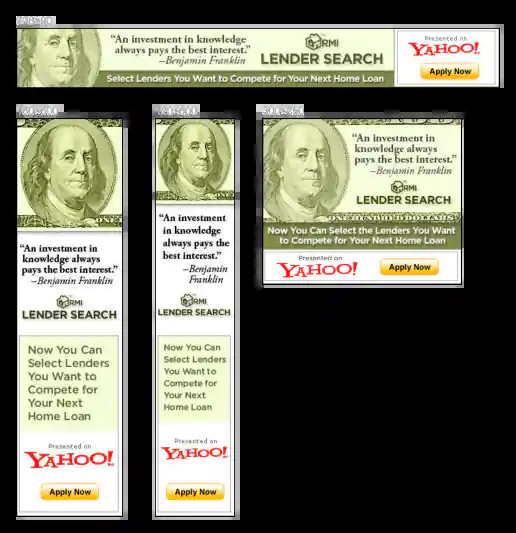 728x90
"An investment in knowledge
always pays the best interest."
–Benjamin Franklin
RMI
LENDER SEARCH
Select Lenders You Want to Compete for Your Next Home Loan
Presented on
YAHOO!
Apply Now
160x600
ONE
"An investment in
knowledge always
pays the best interest."
–Benjamin Franklin
RMI
LENDER SEARCH
Now You Can
Select Lenders
You Want to
Compete for
Your Next
Home Loan
Presented on
YAHOO!
Apply Now
120x600
"An investment
in knowledge
always pays the
best interest."
–Benjamin
Franklin
RMI
LENDER SEARCH
Now You Can
Select Lenders
You Want to
Compete for
Your Next
Home Loan
Presented on
YAHOO!
Apply Now
300x250
"An investment in
knowledge always
pays the best interest."
–Benjamin Franklin
RMI
LENDER SEARCH
ONE HUNDRED DOLLARS
Now You Can Select the Lenders You Want
to Compete for Your Next Home Loan
Presented on
YAHOO!
Apply Now